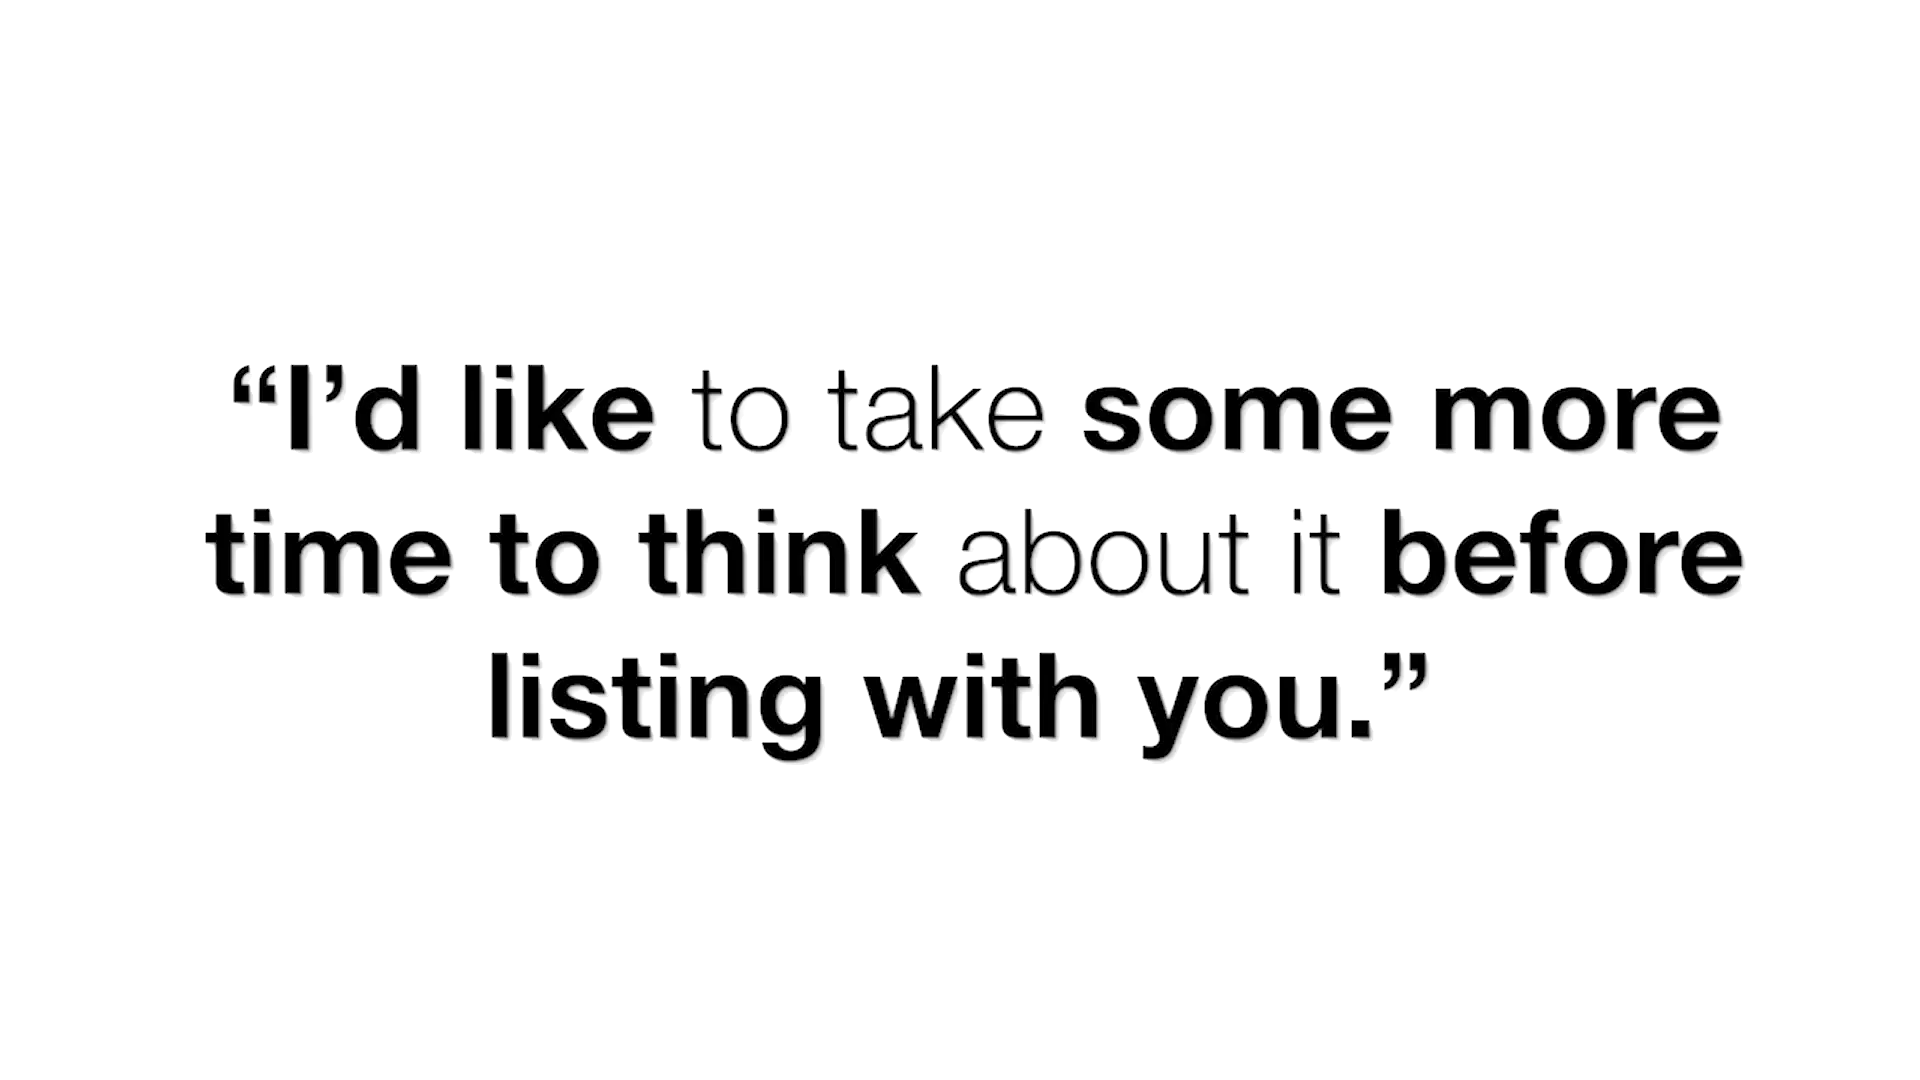 “I’d like to take some more
time to think about it before
listing with you.”